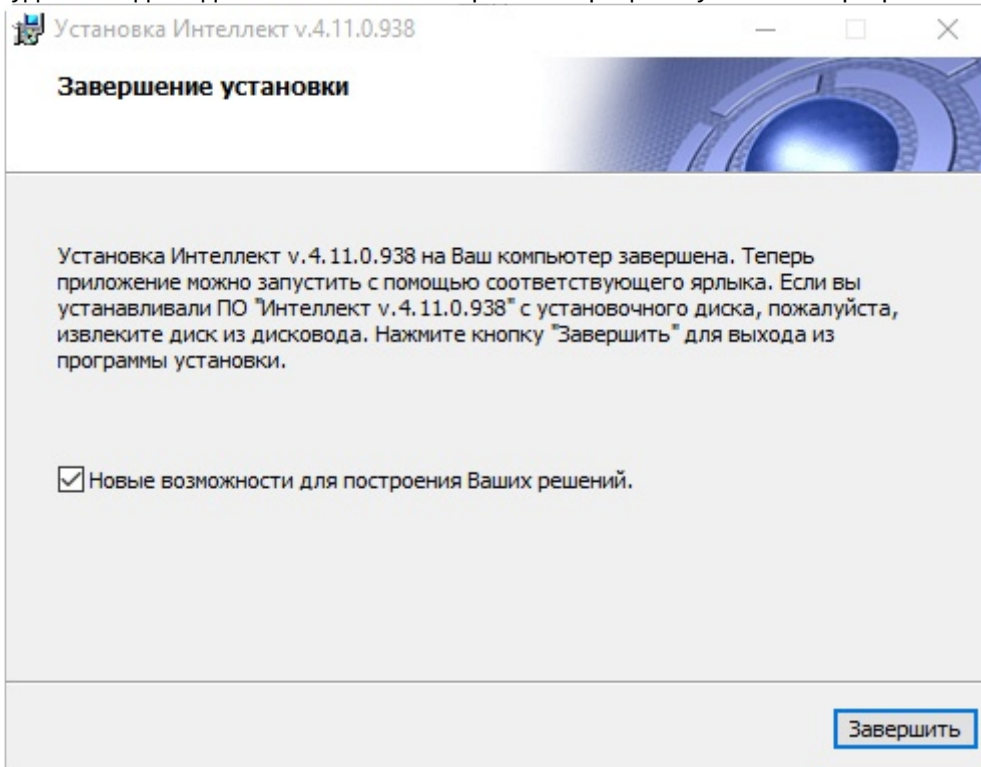 Установка Интеллект v.4.11.0.938
Завершение установки
Установка Интеллект v.4.11.0.938 на Ваш компьютер завершена. Теперь
приложение можно запустить с помощью соответствующего ярлыка. Если вы
устанавливали ПО "Интеллект v.4.11.0.938" с установочного диска, пожалуйста,
извлеките диск из дисковода. Нажмите кнопку "Завершить" для выхода из
программы установки.
Новые возможности для построения Ваших решений.
Завершить